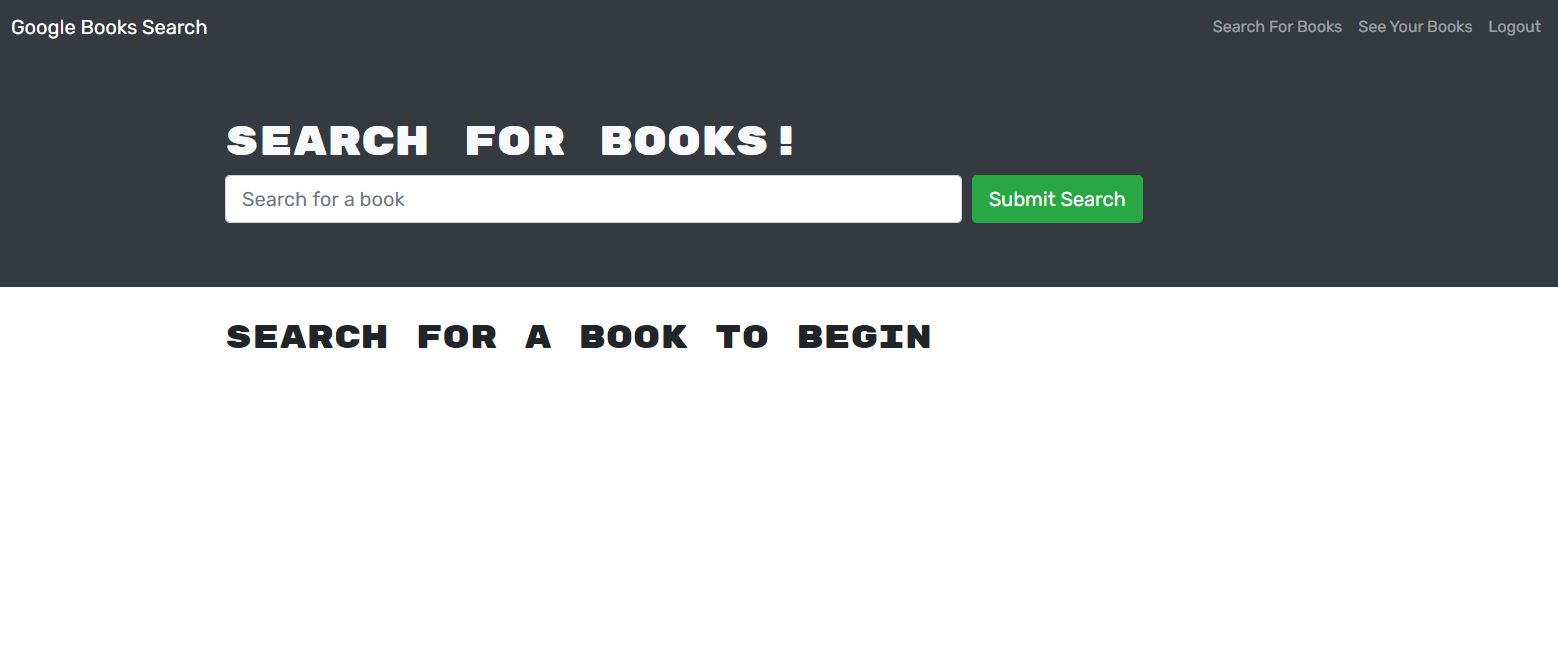 Google Books Search
Search For Books See Your Books Logout
SEARCH FOR BOOKS!
Search for a book
Submit Search
SEARCH FOR A BOOK TO BEGIN